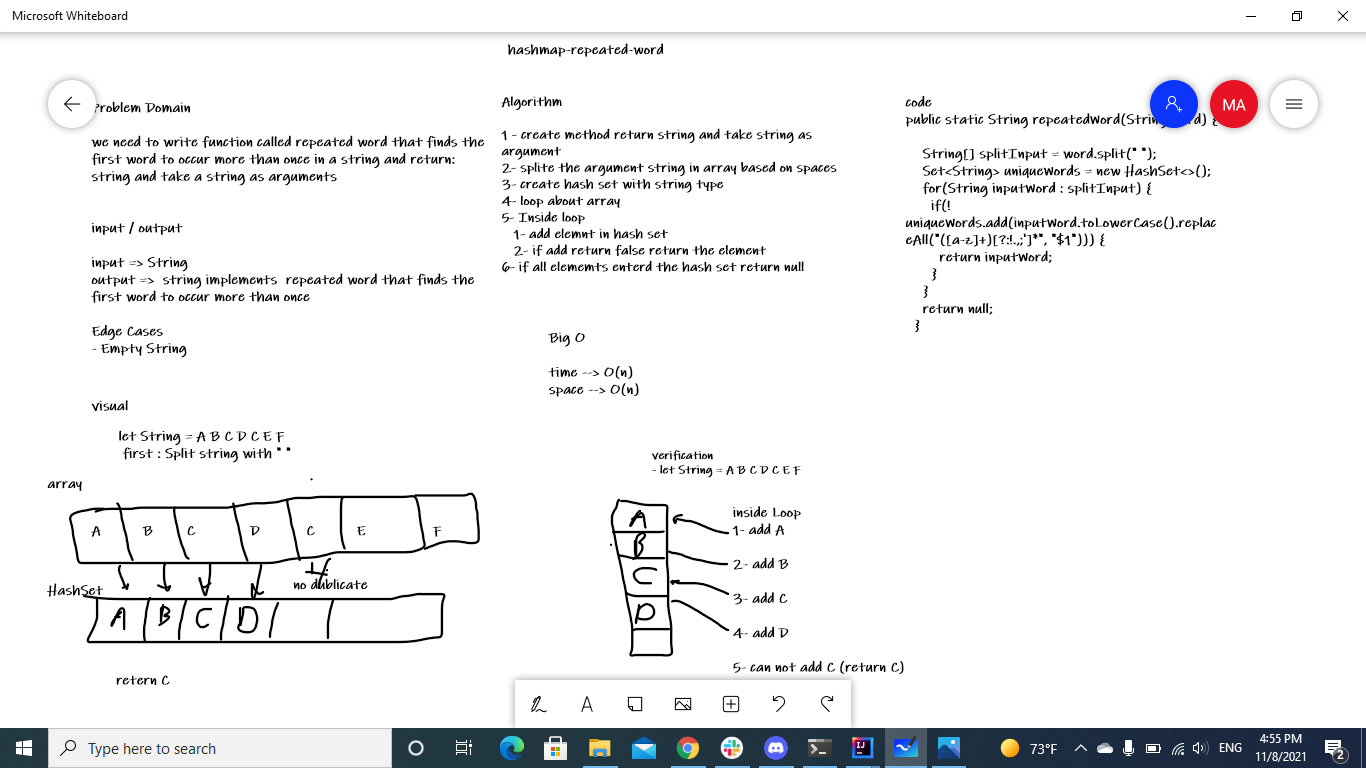 Microsoft Whiteboard
hashmap-repeated-word
Problem Domain
we need to write function called repeated word that finds the
first word to occur more than once in a string and return:
string and take a string as arguments
input / output
input => String
output => string implements repeated word that finds the
first word to occur more than once
Edge Cases
- Empty String
visual
let String = A B C D C E F
first : Split string with " "
array
A B C D C E F
HashSet
no dublicate
A B C D
retern C
Algorithm
1 - create method return string and take string as
argument
2- splite the argument string in array based on spaces
3- create hash set with string type
4- loop about array
5- Inside loop
1- add elemnt in hash set
2- if add return false return the element
6- if all elememts enterd the hash set return null
Big O
time --> O(n)
space --> O(n)
verification
- let String = A B C D C E F
A
B
C
D
inside Loop
1- add A
2- add B
3- add C
4- add D
5- can not add C (return C)
code
public static String repeatedWord(String rd) {
String[] splitInput = word.split(" ");
Set<String> uniqueWords = new HashSet<>();
for(String inputWord : splitInput) {
if(!
uniqueWords.add(inputWord.toLowerCase().replac
eAll("([a-z]+)[?:!.,;']*", "$1"))) {
return inputWord;
}
}
return null;
}
MA
A
Type here to search
73°F
ENG
4:55 PM
11/8/2021
2